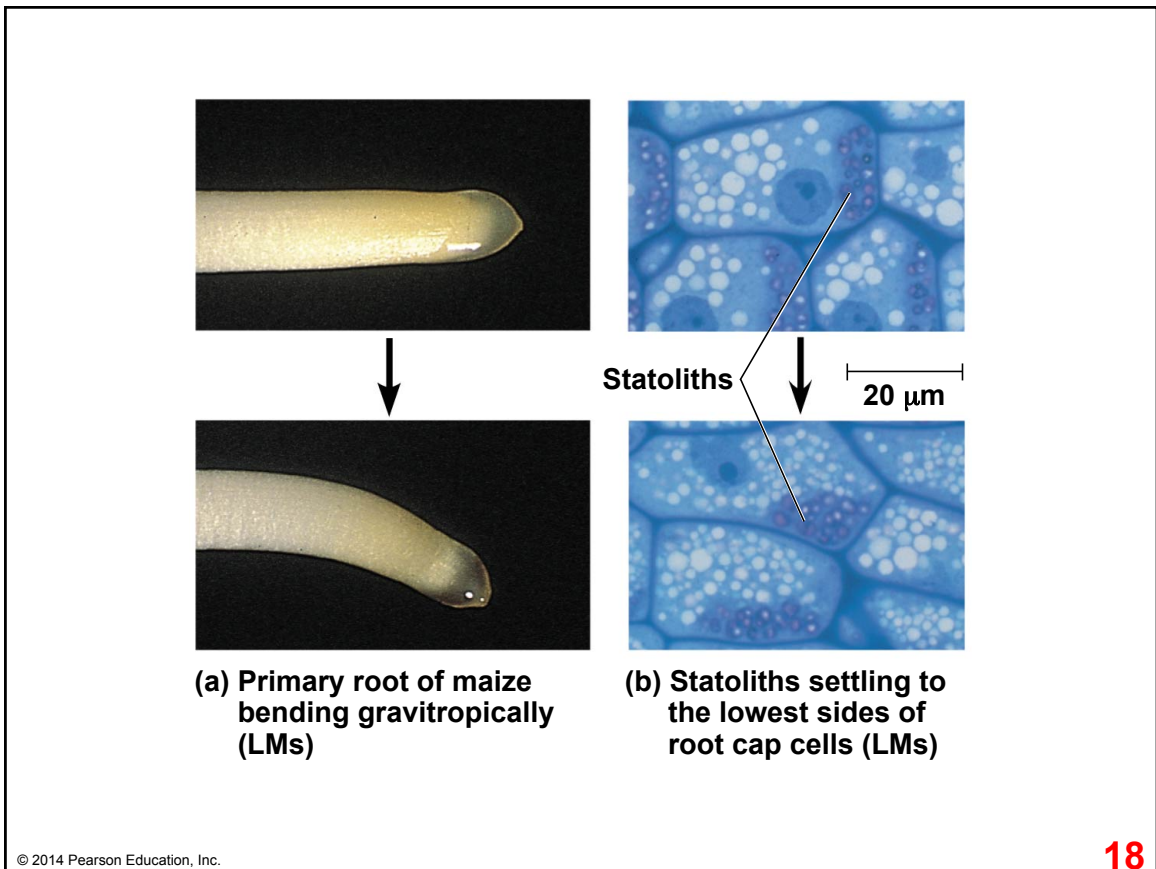 Statoliths
20 μm
(a) Primary root of maize
bending gravitropically
(LMs)
(b) Statoliths settling to
the lowest sides of
root cap cells (LMs)
© 2014 Pearson Education, Inc.
18